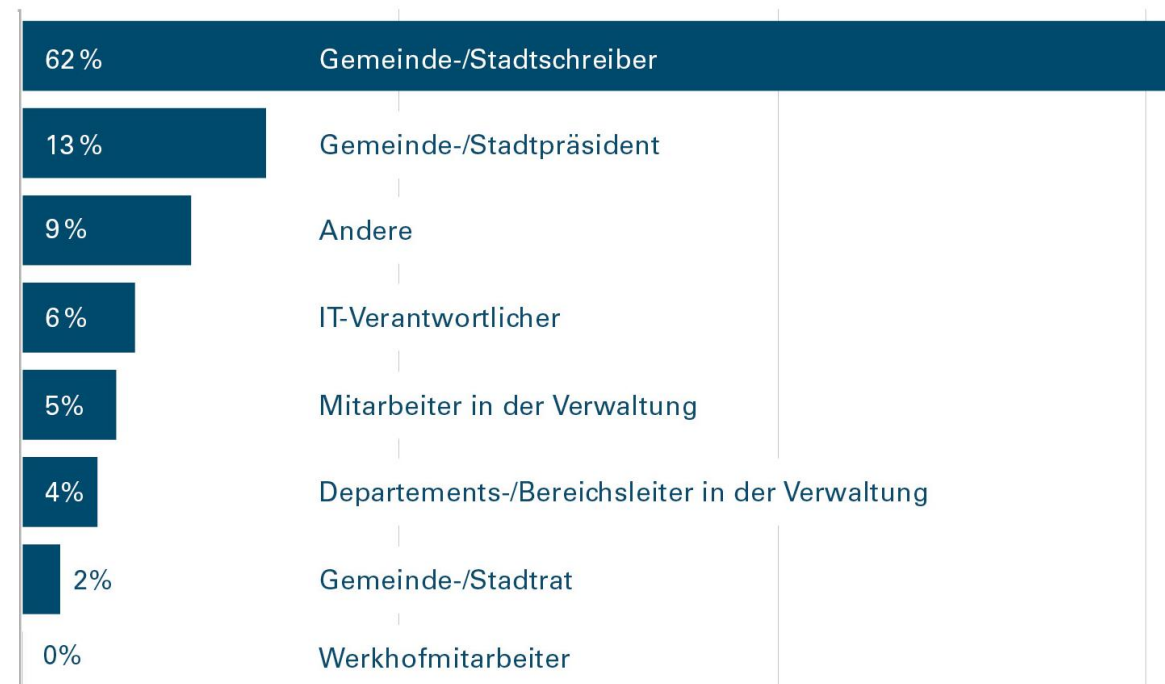 62 % Gemeinde-/Stadtschreiber
13 % Gemeinde-/Stadtpräsident
9 % Andere
6 % IT-Verantwortlicher
5% Mitarbeiter in der Verwaltung
4% Departements-/Bereichsleiter in der Verwaltung
2% Gemeinde-/Stadtrat
0% Werkhofmitarbeiter